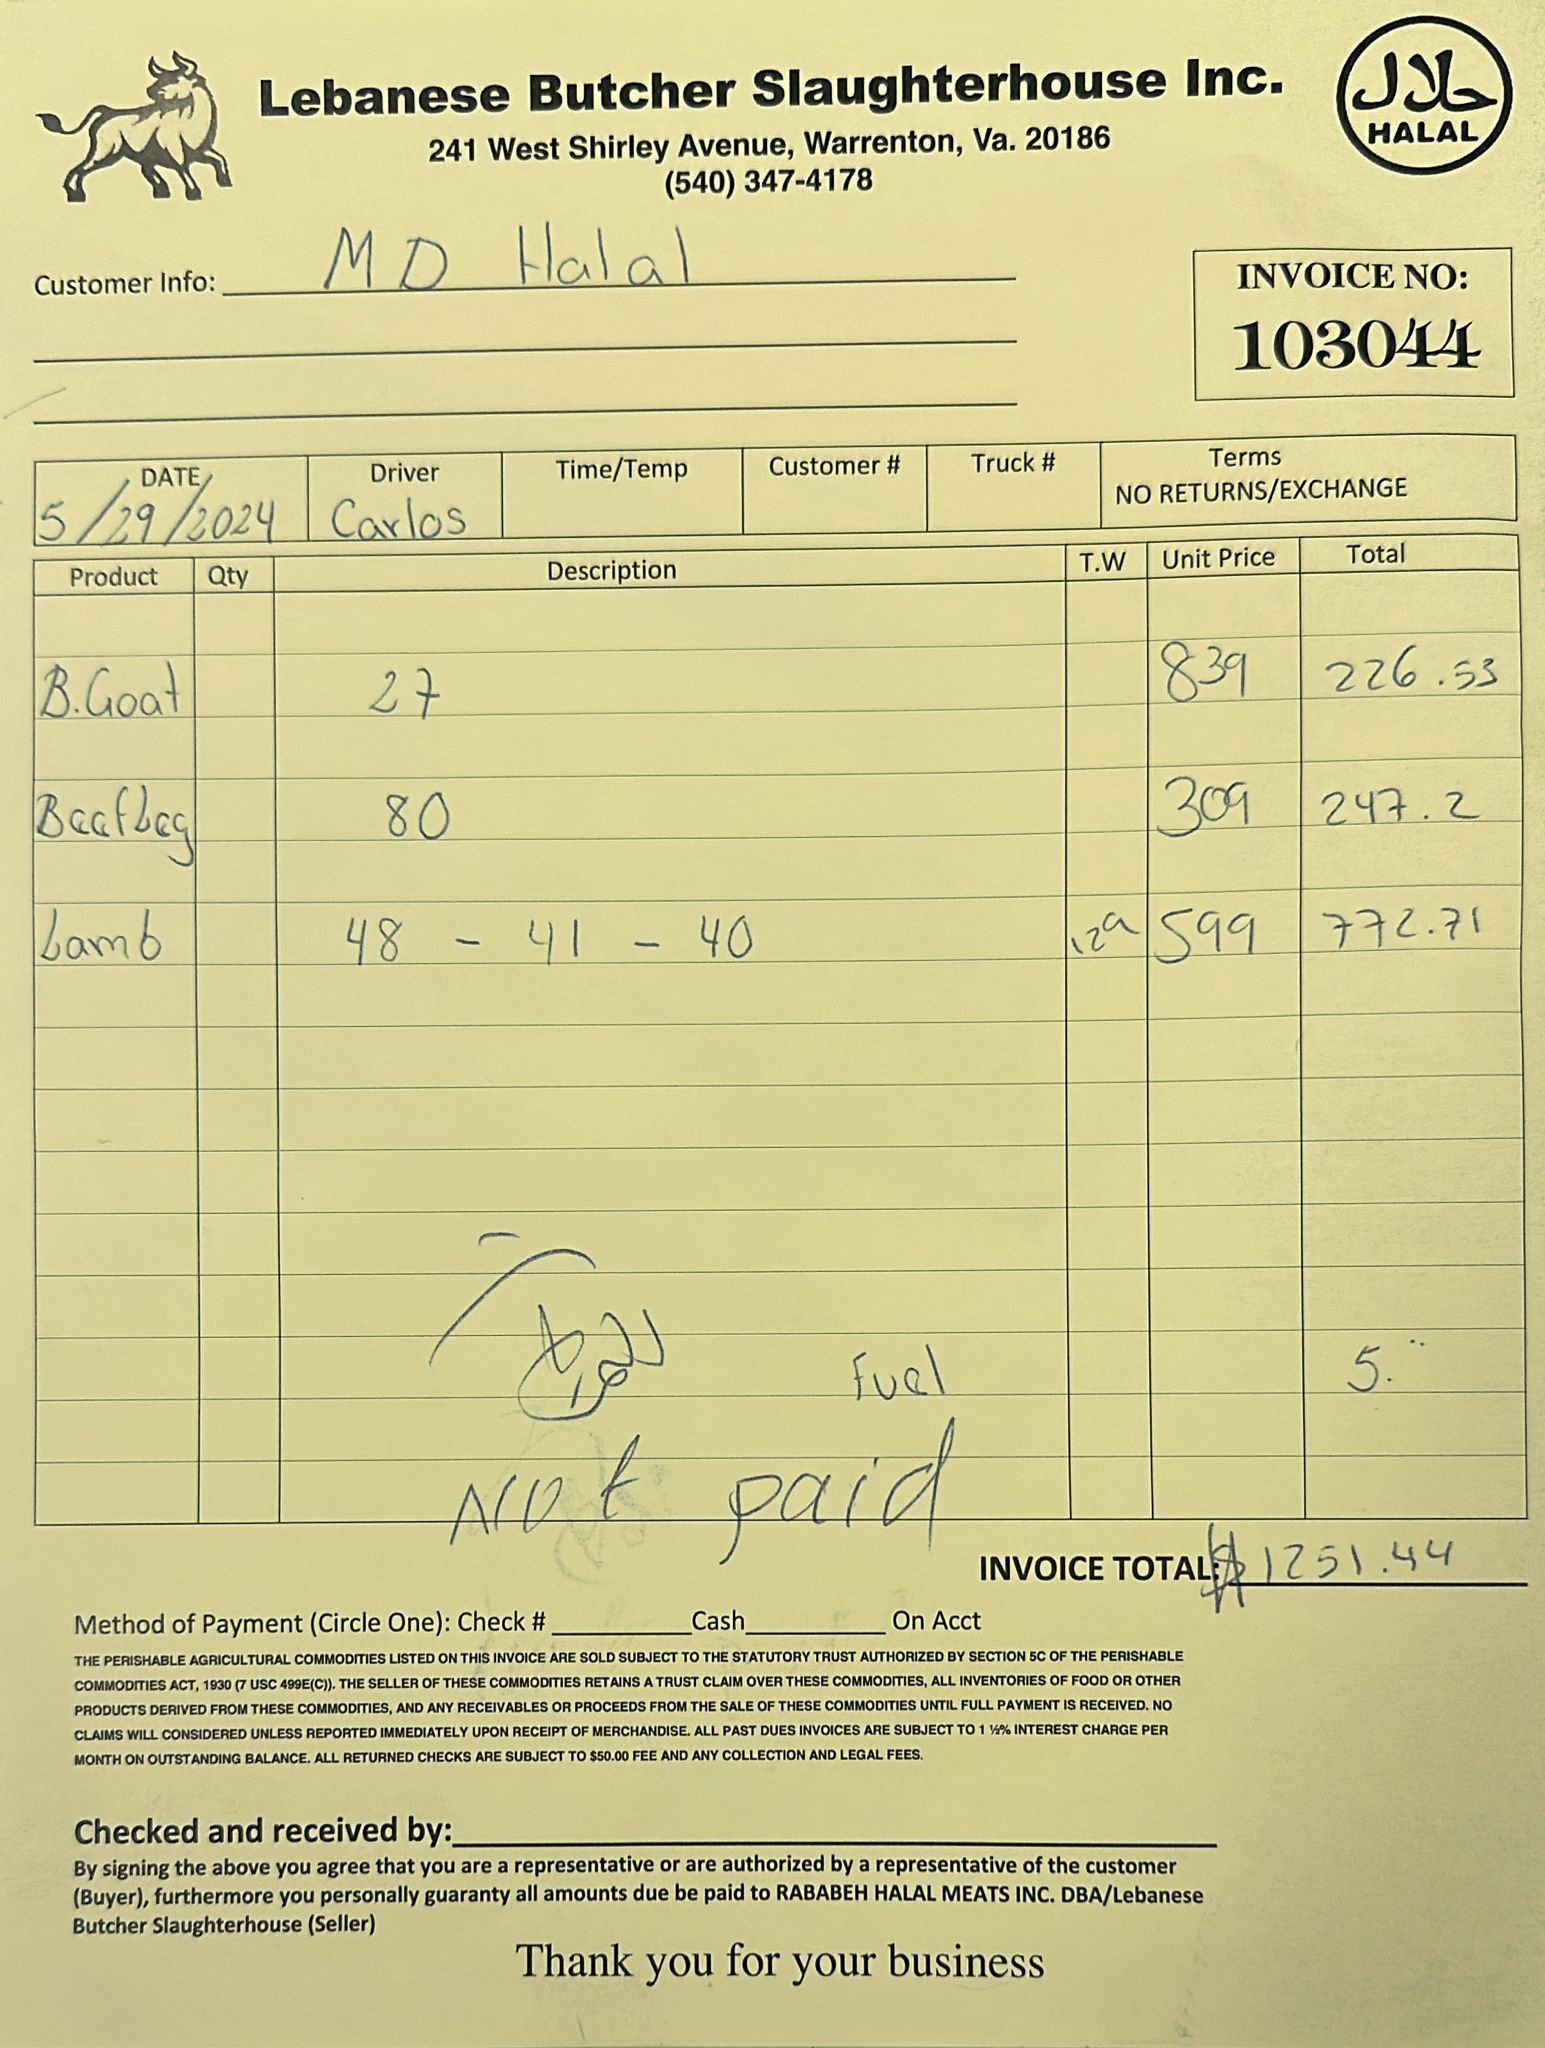 Lebanese Butcher Slaughterhouse Inc.
241 West Shirley Avenue, Warrenton, Va. 20186
(540) 347-4178
حلال
HALAL
Customer Info: MD Halal
INVOICE NO:
103044
DATE Driver Time/Temp Customer # Truck # Terms
NO RETURNS/EXCHANGE
5/29/2024 Carlos
Product Qty Description T.W Unit Price Total
B.Goat 27 839 226.53
Beefleg 80 309 247.2
Lamb 48 - 41 - 40 129 599 772.71
Fuel 5.
Not paid
INVOICE TOTAL: $1251.44
Method of Payment (Circle One): Check # Cash On Acct
THE PERISHABLE AGRICULTURAL COMMODITIES LISTED ON THIS INVOICE ARE SOLD SUBJECT TO THE STATUTORY TRUST AUTHORIZED BY SECTION 5C OF THE PERISHABLE
COMMODITIES ACT, 1930 (7 USC 499E(C)). THE SELLER OF THESE COMMODITIES RETAINS A TRUST CLAIM OVER THESE COMMODITIES, ALL INVENTORIES OF FOOD OR OTHER
PRODUCTS DERIVED FROM THESE COMMODITIES, AND ANY RECEIVABLES OR PROCEEDS FROM THE SALE OF THESE COMMODITIES UNTIL FULL PAYMENT IS RECEIVED. NO
CLAIMS WILL CONSIDERED UNLESS REPORTED IMMEDIATELY UPON RECEIPT OF MERCHANDISE. ALL PAST DUES INVOICES ARE SUBJECT TO 1 ½% INTEREST CHARGE PER
MONTH ON OUTSTANDING BALANCE. ALL RETURNED CHECKS ARE SUBJECT TO $50.00 FEE AND ANY COLLECTION AND LEGAL FEES.
Checked and received by:
By signing the above you agree that you are a representative or are authorized by a representative of the customer
(Buyer), furthermore you personally guaranty all amounts due be paid to RABABEH HALAL MEATS INC. DBA/Lebanese
Butcher Slaughterhouse (Seller)
Thank you for your business